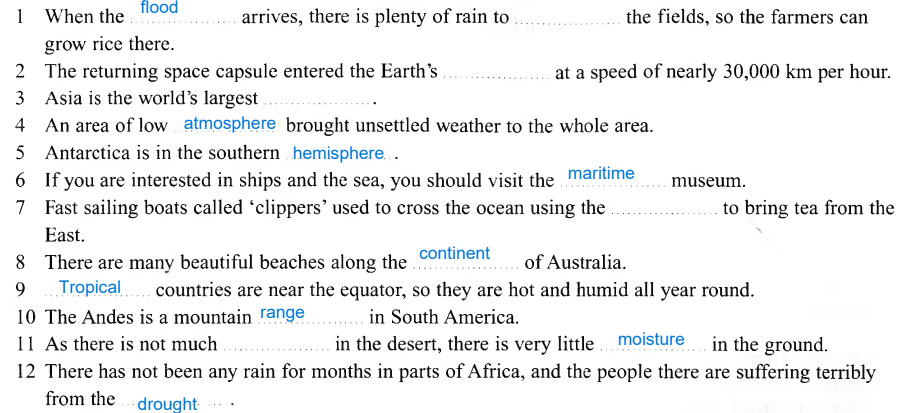 1 When the flood arrives, there is plenty of rain to .................... the fields, so the farmers can
grow rice there.
2 The returning space capsule entered the Earth's .................... at a speed of nearly 30,000 km per hour.
3 Asia is the world's largest .................... .
4 An area of low atmosphere brought unsettled weather to the whole area.
5 Antarctica is in the southern hemisphere .
6 If you are interested in ships and the sea, you should visit the maritime museum.
7 Fast sailing boats called 'clippers' used to cross the ocean using the .................... to bring tea from the
East.
8 There are many beautiful beaches along the continent of Australia.
9 Tropical countries are near the equator, so they are hot and humid all year round.
10 The Andes is a mountain range in South America.
11 As there is not much .................... in the desert, there is very little moisture in the ground.
12 There has not been any rain for months in parts of Africa, and the people there are suffering terribly
from the drought .